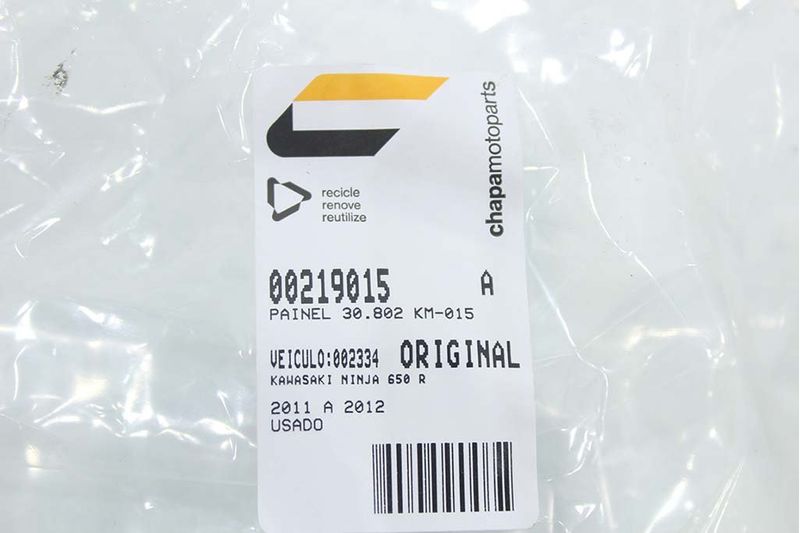 chapamotoparts
recicle
renove
reutilize
00219015 A
PAINEL 30.802 KM-015
VEICULO:002334 ORIGINAL
KAWASAKI NINJA 650 R
2011 A 2012
USADO